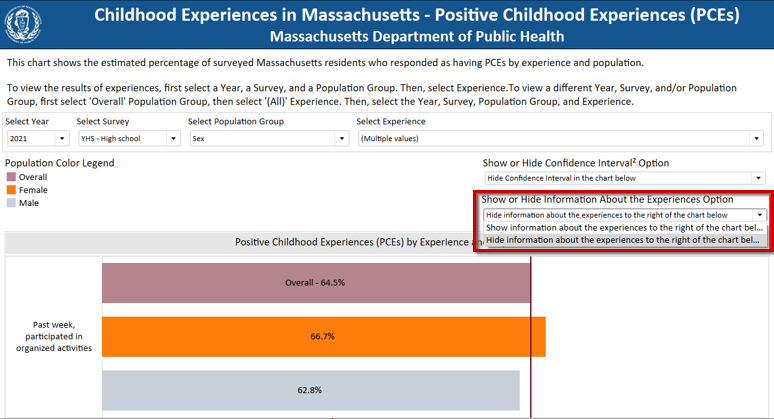 Childhood Experiences in Massachusetts - Positive Childhood Experiences (PCEs)
Massachusetts Department of Public Health
This chart shows the estimated percentage of surveyed Massachusetts residents who responded as having PCEs by experience and population.
To view the results of experiences, first select a Year, a Survey, and a Population Group. Then, select Experience.To view a different Year, Survey, and/or Population
Group, first select 'Overall' Population Group, then select '(All)' Experience. Then, select the Year, Survey, Population Group, and Experience.
Select Year Select Survey Select Population Group Select Experience
2021 YHS - High school Sex (Multiple values)
Population Color Legend
Overall
Female
Male
Show or Hide Confidence Interval² Option
Hide Confidence Interval in the chart below
Show or Hide Information About the Experiences Option
Hide information about the experiences to the right of the chart below
Show information about the experiences to the right of the chart bel...
Hide information about the experiences to the right of the chart bel...
Positive Childhood Experiences (PCEs) by Experience
Past week,
participated in
organized activities
Overall - 64.5%
66.7%
62.8%